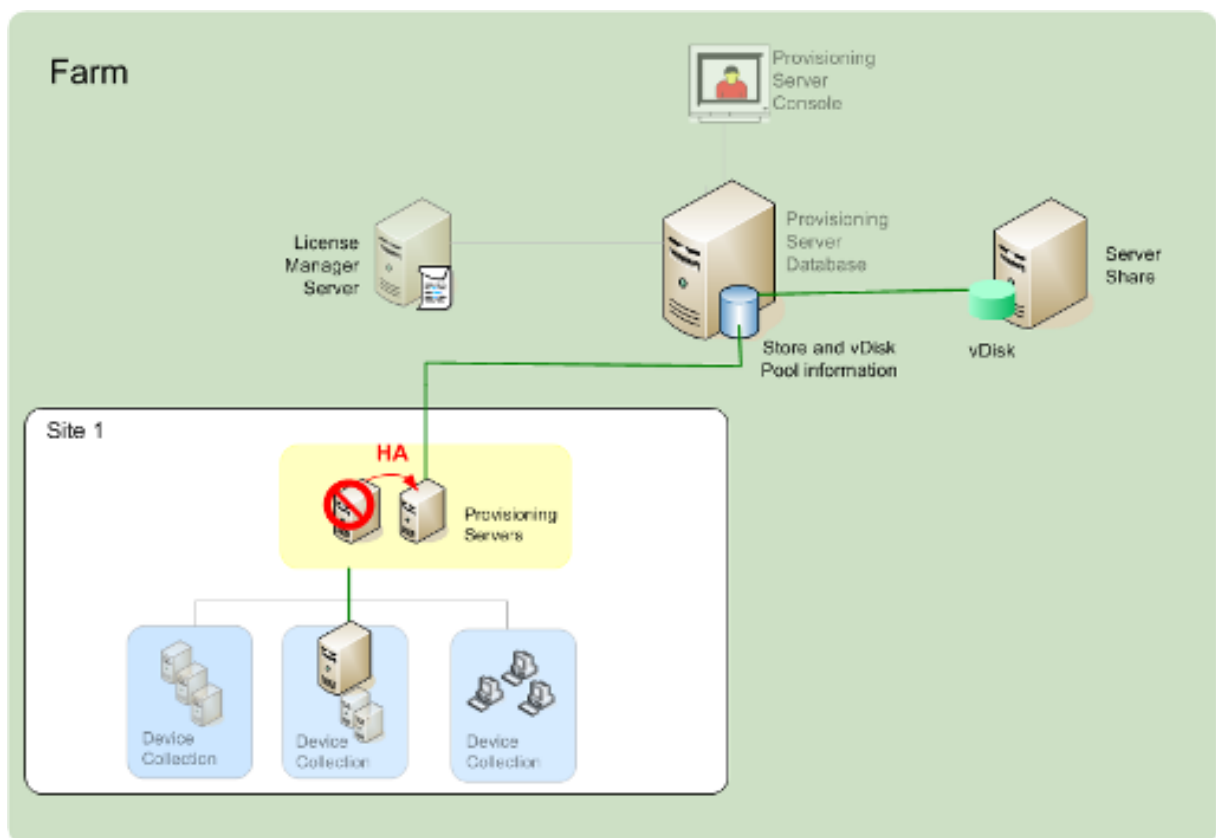 Farm
Provisioning
Server
Console
License
Manager
Server
Provisioning
Server
Database
Server
Share
Store and vDisk
Pool information
vDisk
Site 1
HA
Provisioning
Servers
Device
Collection
Device
Collection
Device
Collection